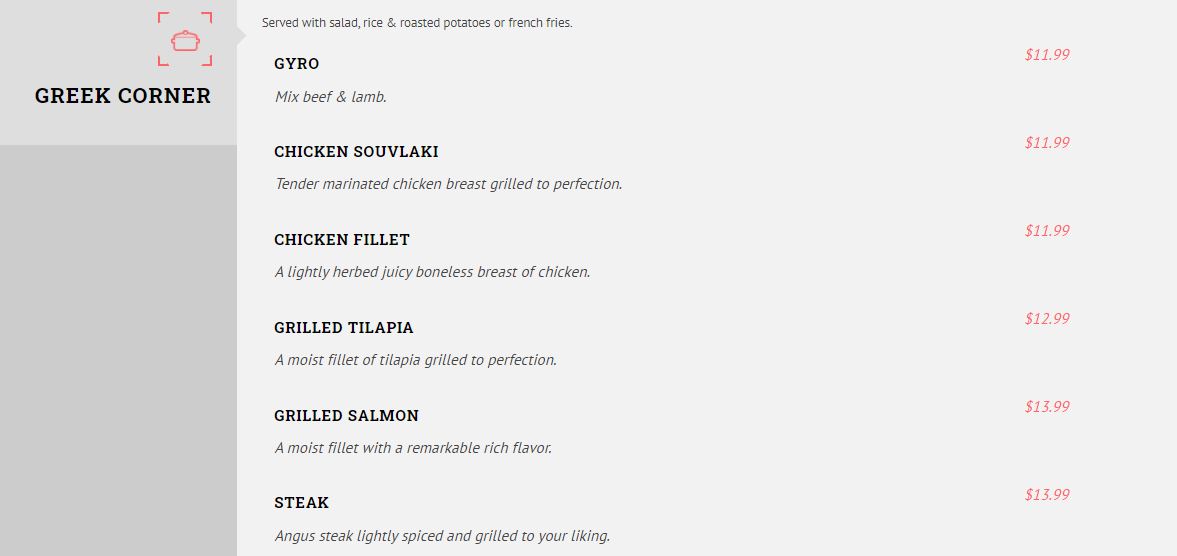 GREEK CORNER
Served with salad, rice & roasted potatoes or french fries.
GYRO
$11.99
Mix beef & lamb.
CHICKEN SOUVLAKI
$11.99
Tender marinated chicken breast grilled to perfection.
CHICKEN FILLET
$11.99
A lightly herbed juicy boneless breast of chicken.
GRILLED TILAPIA
$12.99
A moist fillet of tilapia grilled to perfection.
GRILLED SALMON
$13.99
A moist fillet with a remarkable rich flavor.
STEAK
$13.99
Angus steak lightly spiced and grilled to your liking.